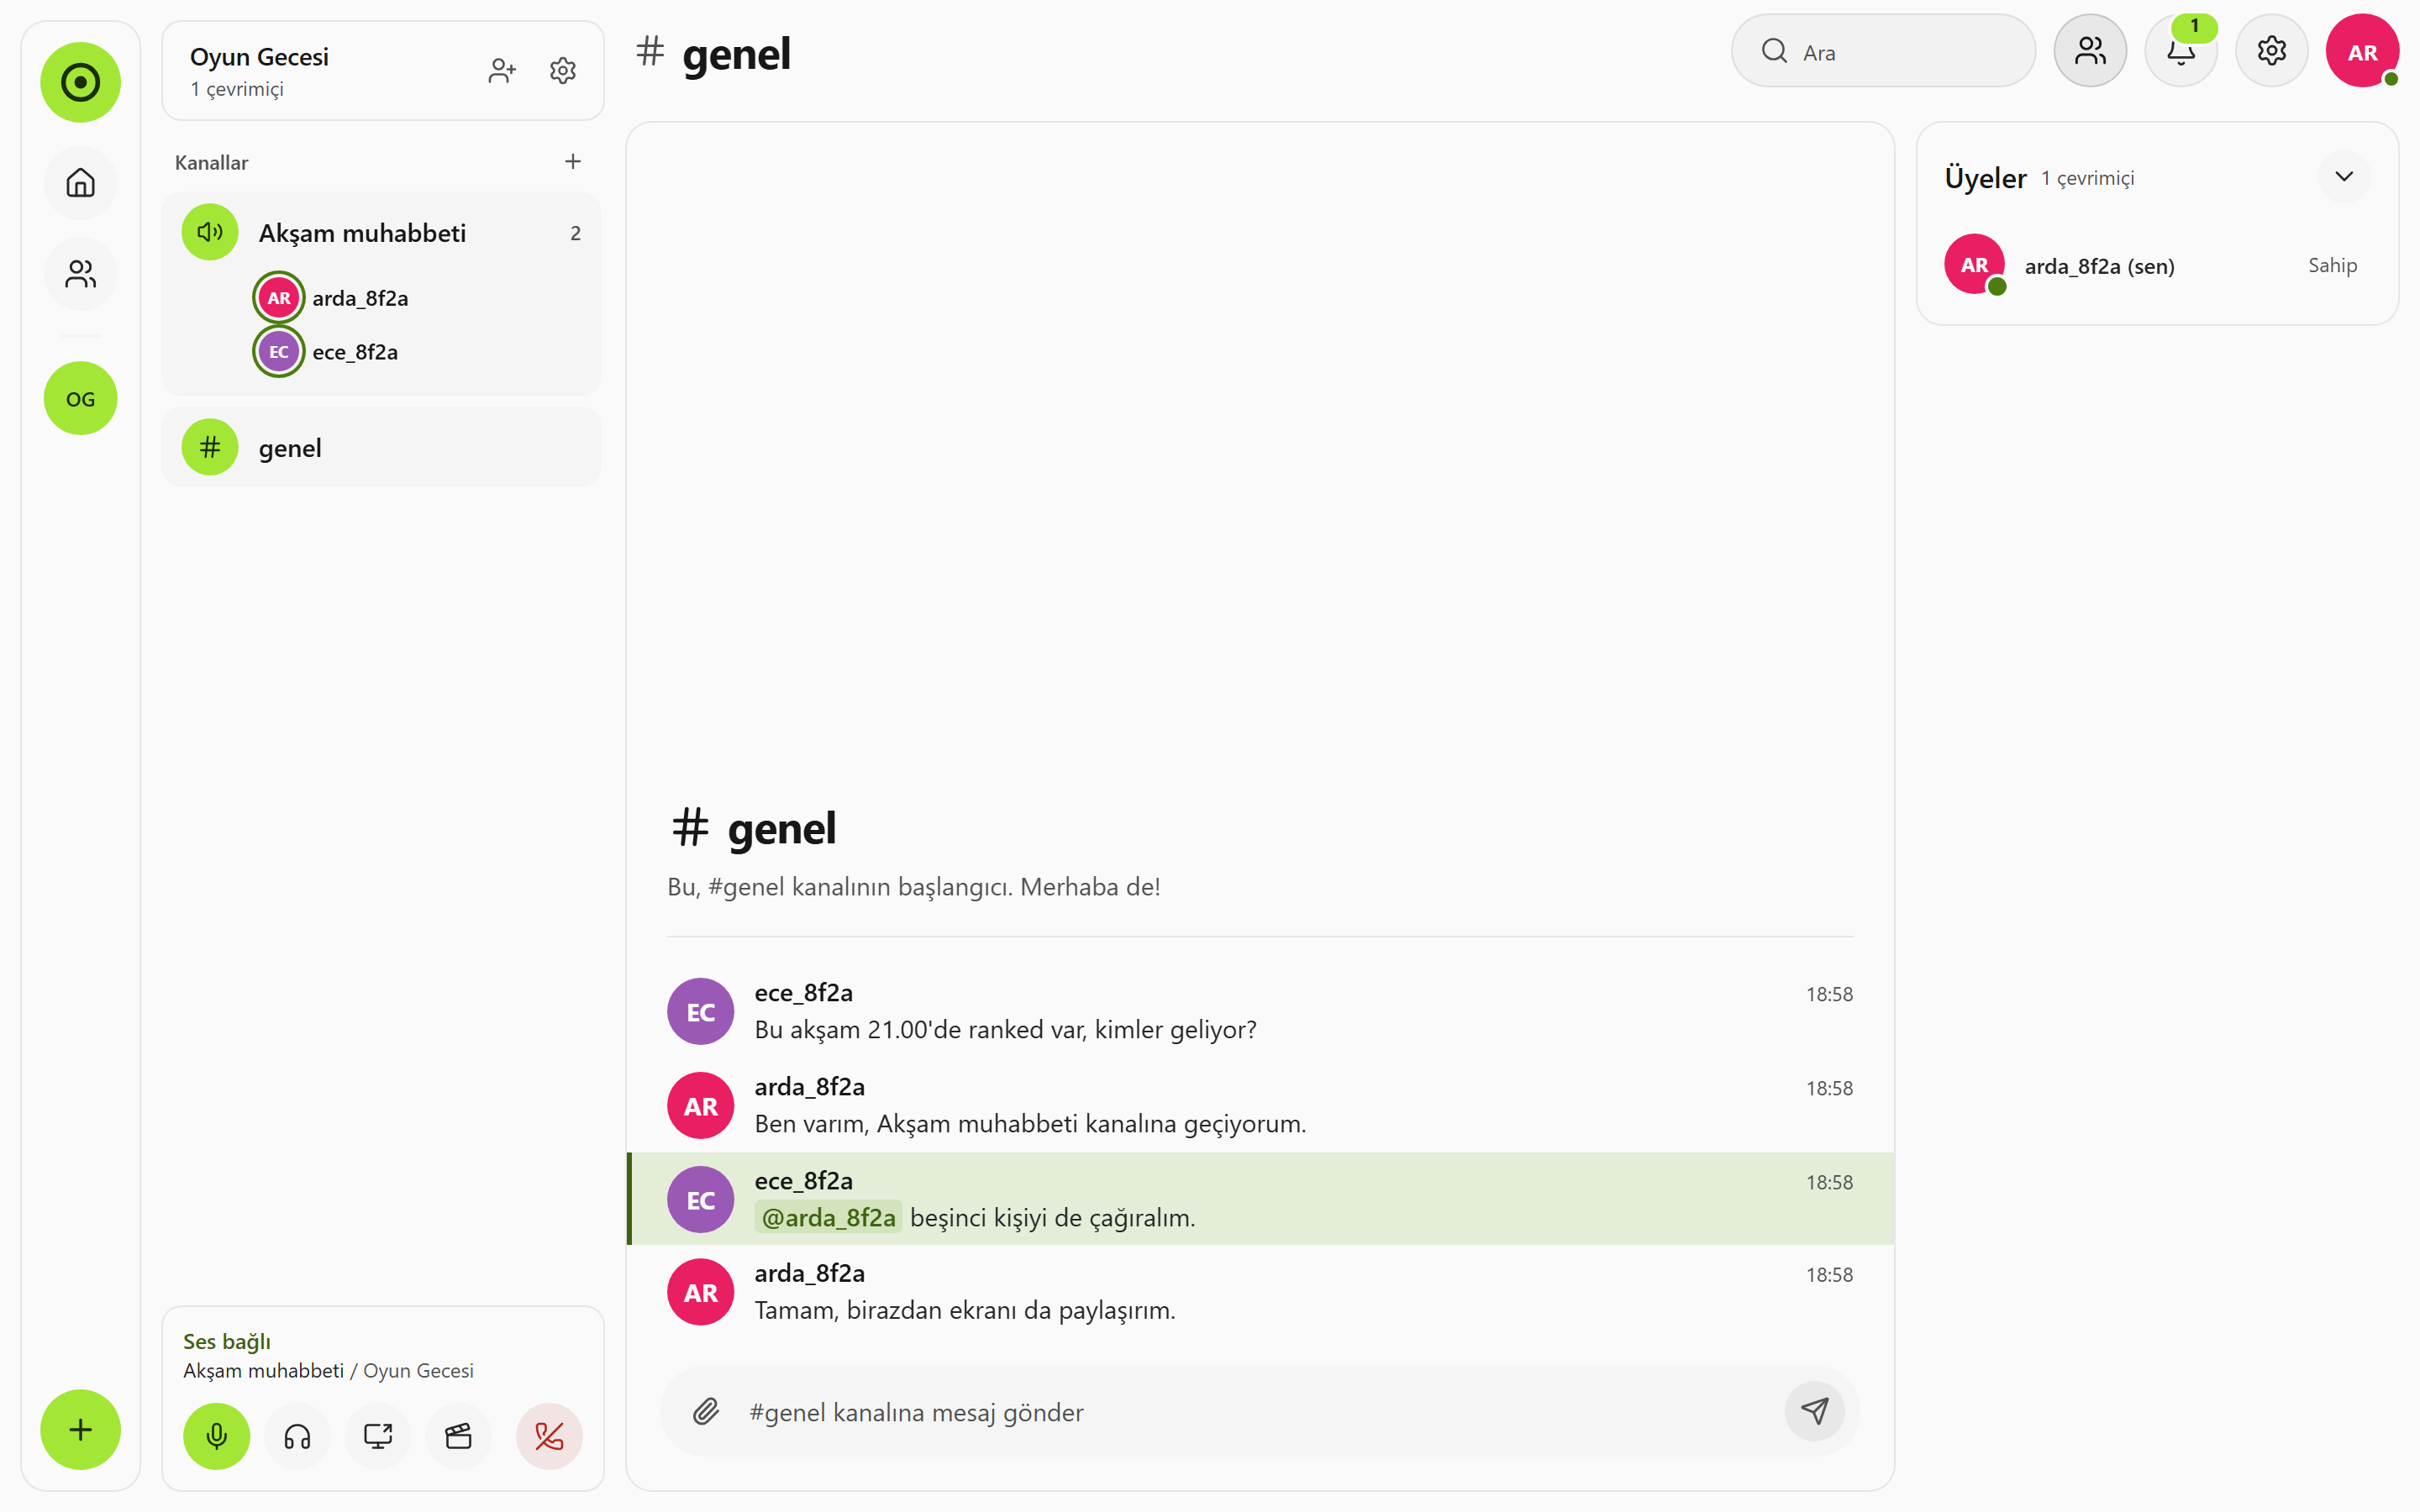 Oyun Gecesi
1 çevrimiçi
Kanallar
Akşam muhabbeti
2
AR
arda_8f2a
EC
ece_8f2a
OG
# genel
# genel
Ara
1
AR
# genel
Bu, #genel kanalının başlangıcı. Merhaba de!
EC
ece_8f2a
18:58
Bu akşam 21.00'de ranked var, kimler geliyor?
AR
arda_8f2a
18:58
Ben varım, Akşam muhabbeti kanalına geçiyorum.
EC
ece_8f2a
18:58
@arda_8f2a beşinci kişiyi de çağıralım.
AR
arda_8f2a
18:58
Tamam, birazdan ekranı da paylaşırım.
#genel kanalına mesaj gönder
Üyeler 1 çevrimiçi
AR
arda_8f2a (sen)
Sahip
Ses bağlı
Akşam muhabbeti / Oyun Gecesi